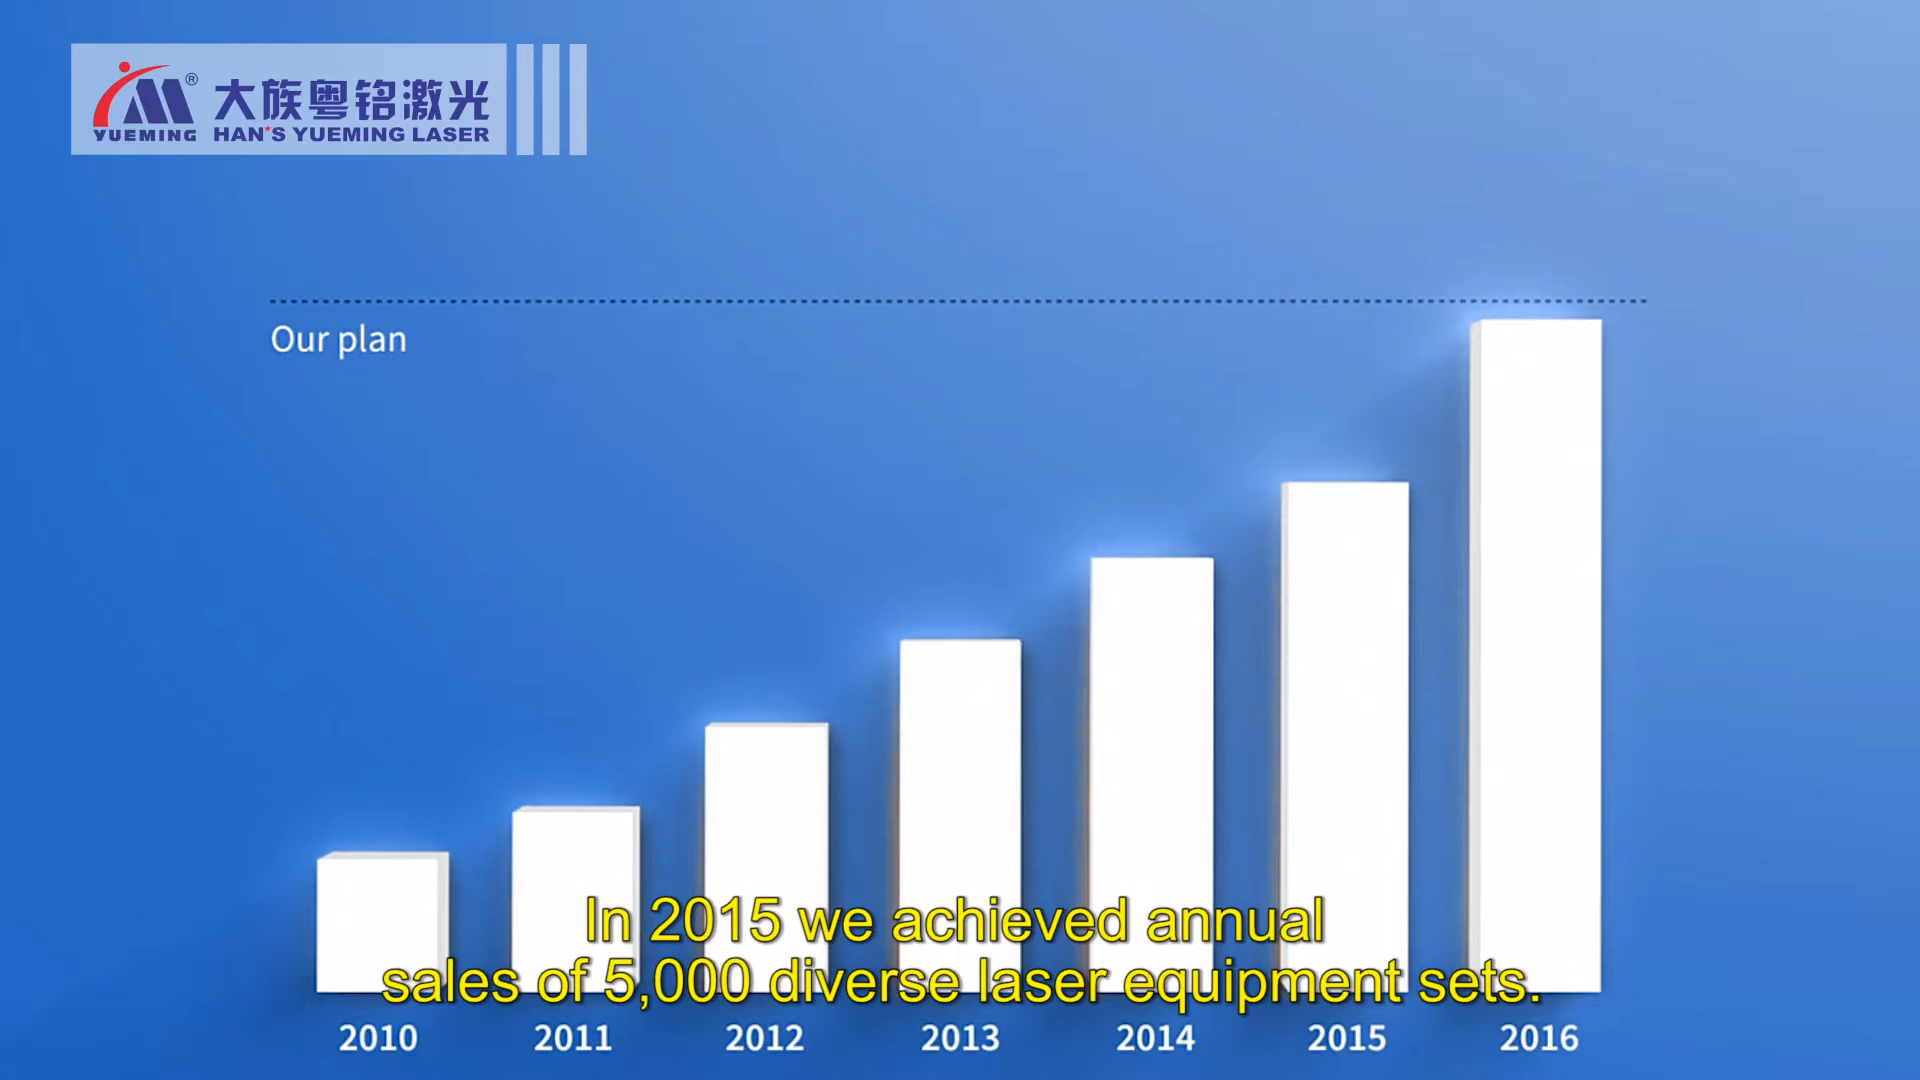 YUEMING®
大族粤铭激光
HAN*S YUEMING LASER
Our plan
In 2015 we achieved annual
sales of 5,000 diverse laser equipment sets.
2010 2011 2012 2013 2014 2015 2016